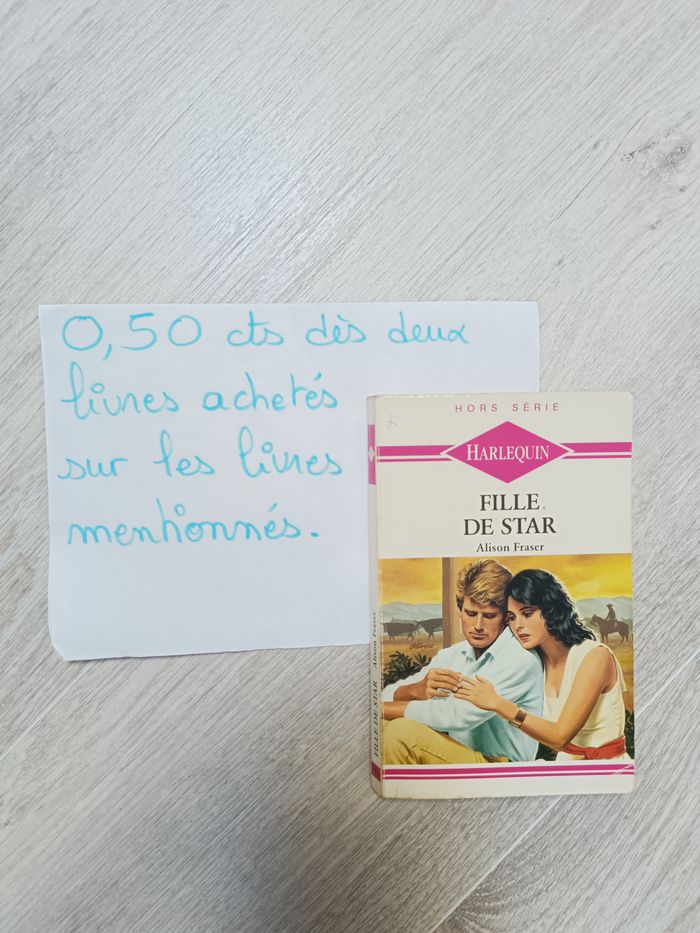 0,50 cts dès deux
livres achetés
sur les livres
mentionnés.
HORS SÉRIE
HARLEQUIN
FILLE
DE STAR
Alison Fraser
FILLE DE STAR Alison Fraser